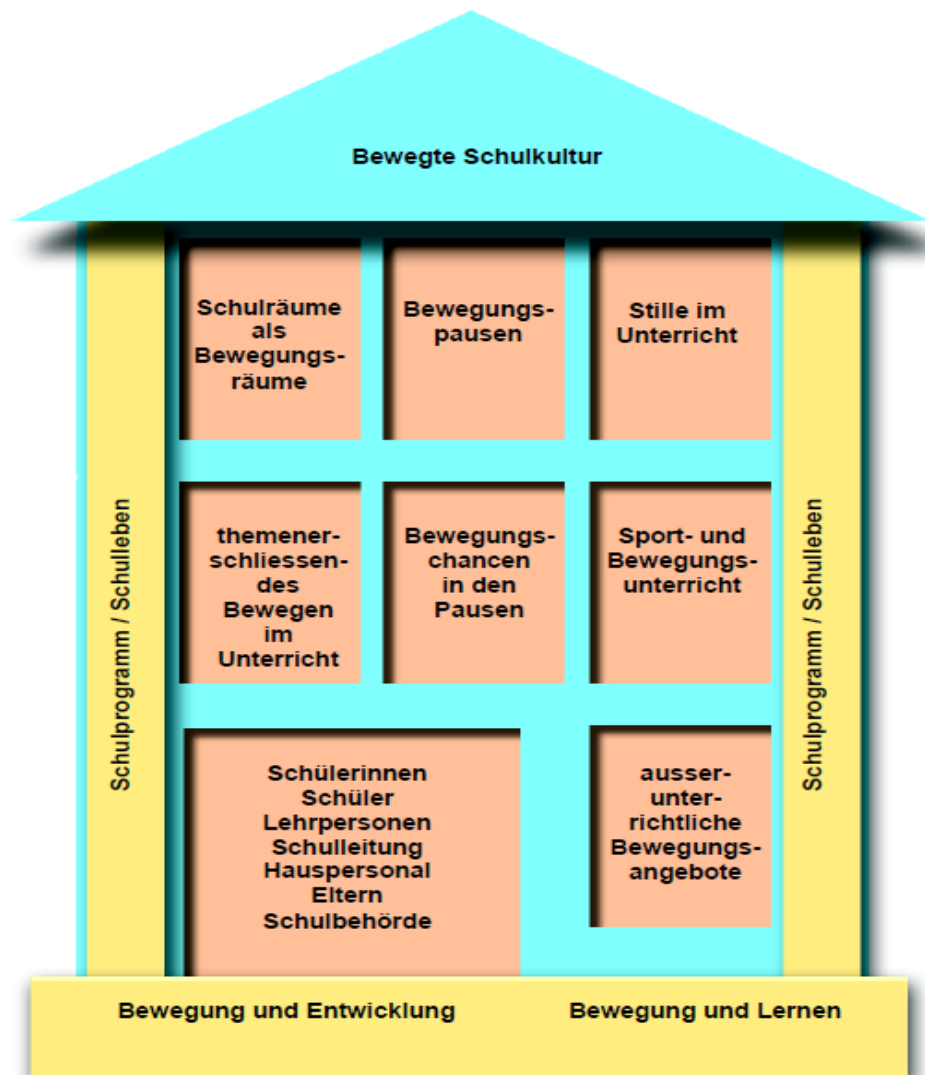 Bewegte Schulkultur
Schulräume
als
Bewegungs-
räume
Bewegungs-
pausen
Stille im
Unterricht
themener-
schliessen-
des
Bewegen
im
Unterricht
Bewegungs-
chancen
in den
Pausen
Sport- und
Bewegungs-
unterricht
Schülerinnen
Schüler
Lehrpersonen
Schulleitung
Hauspersonal
Eltern
Schulbehörde
ausser-
unter-
richtliche
Bewegungs-
angebote
Schulprogramm / Schulleben
Schulprogramm / Schulleben
Bewegung und Entwicklung
Bewegung und Lernen